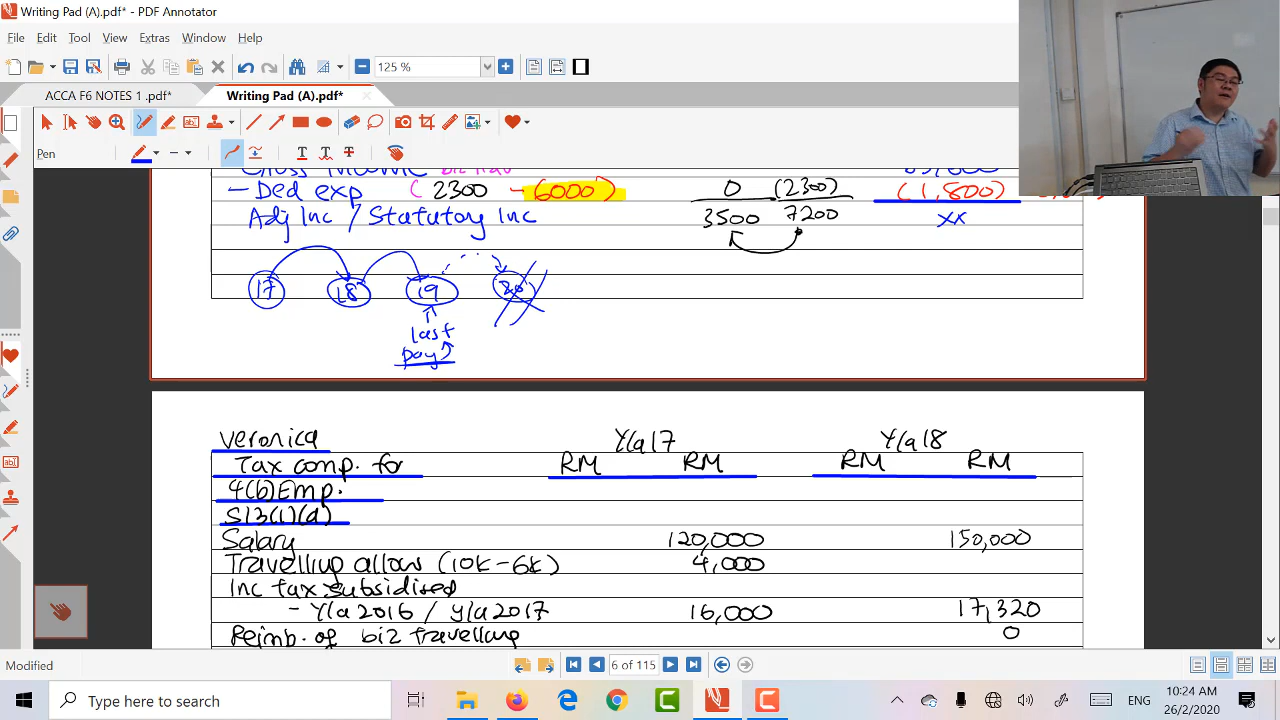 Writing Pad (A).pdf* - PDF Annotator
File Edit Tool View Extras Window Help
125 %
ACCA F6 NOTES 1 .pdf* Writing Pad (A).pdf*
Pen
Gross Income
- Ded exp ( 2300 - (6000) 0 (2300) (1,800)
Adj Inc / Statutory Inc 3500 7200 xx
17 18 19 20
last
pay
Veronica Y/a 17 Y/a 18
Tax comp. for RM RM RM RM
4(b) Emp.
S13(1)(a)
Salary 120,000 150,000
Travelling allow (10k-6k) 4,000
Inc tax subsidised
- Y/a 2016 / Y/a 2017 16,000 17,320
Reimb. of biz travelling 0
Modified 6 of 115
Type here to search ENG 10:24 AM
26/2/2020